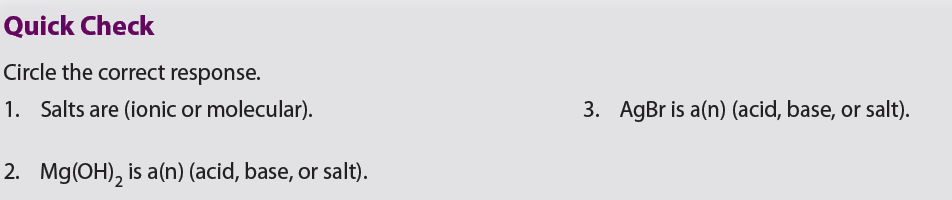 Quick Check
Circle the correct response.
1. Salts are (ionic or molecular).
2. Mg(OH)₂ is a(n) (acid, base, or salt).
3. AgBr is a(n) (acid, base, or salt).